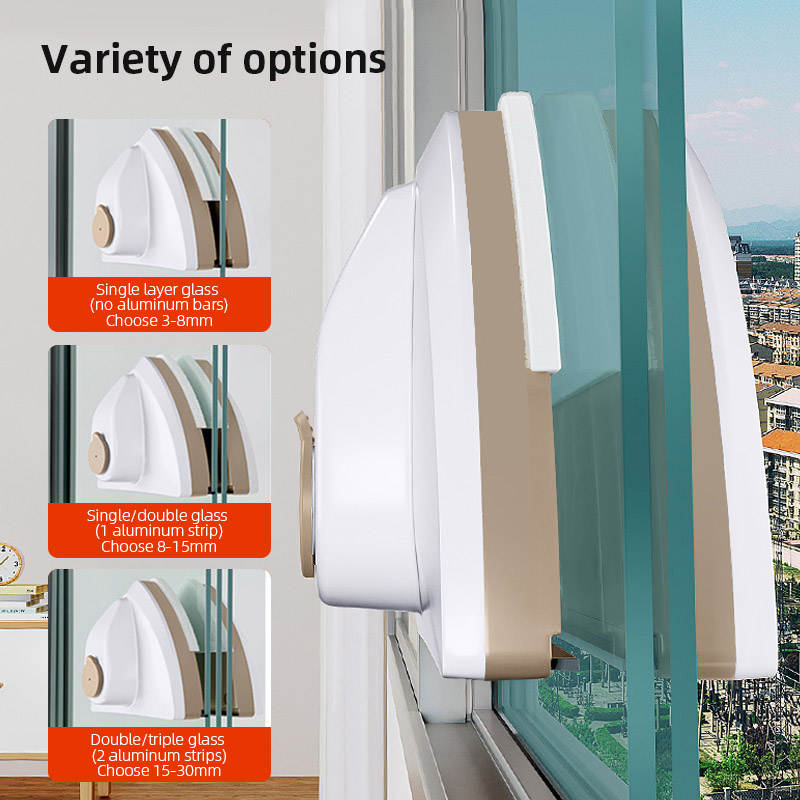 Variety of options
Single layer glass
(no aluminum bars)
Choose 3-8mm
Single/double glass
(1 aluminum strip)
Choose 8-15mm
Double/triple glass
(2 aluminum strips)
Choose 15-30mm